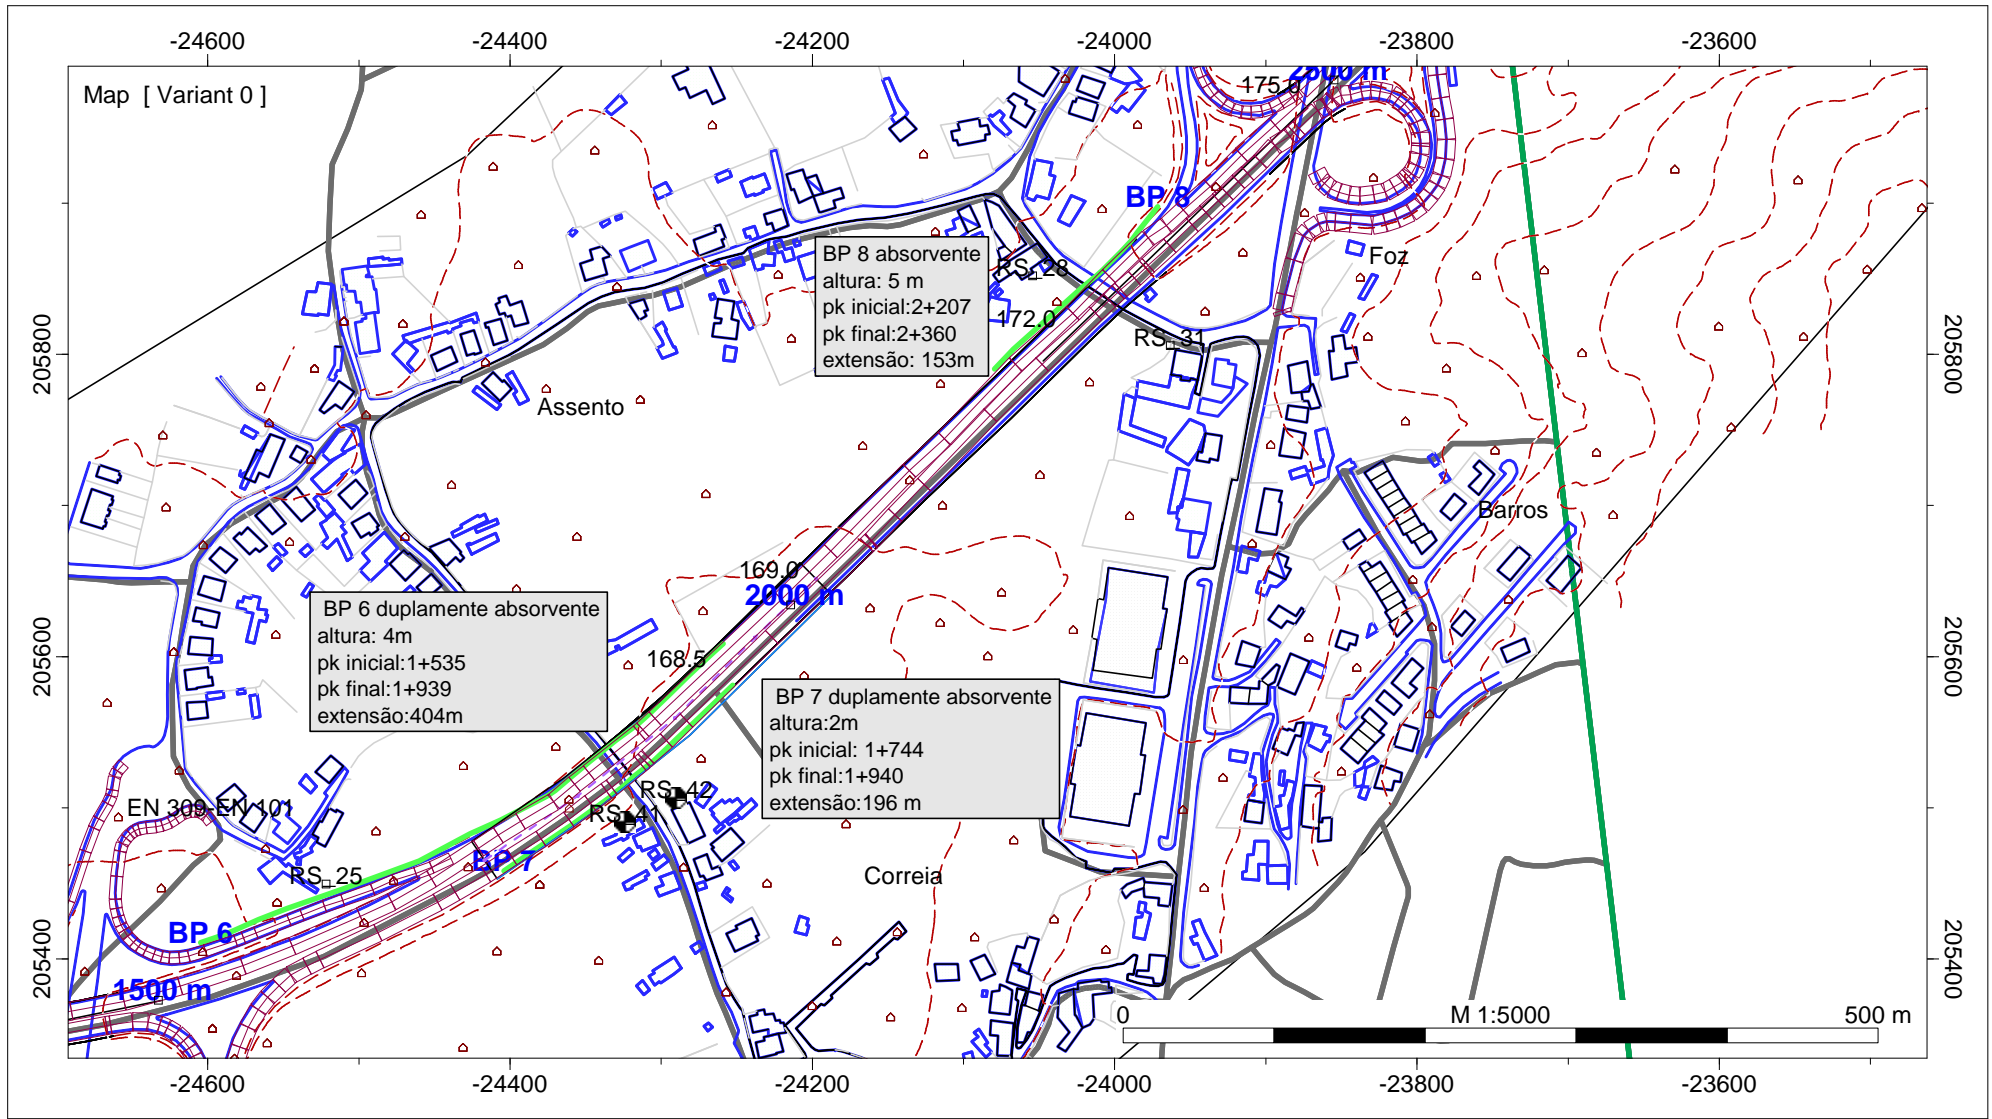 -24600 -24400 -24200 -24000 -23800 -23600
Map [ Variant 0 ]
175.0
2500 m
BP 8
BP 8 absorvente
altura: 5 m
pk inicial:2+207
pk final:2+360
extensão: 153m
RS_28
Foz
172.0
RS_31
205800
205800
Assento
Barros
169.0
2000 m
BP 6 duplamente absorvente
altura: 4m
pk inicial:1+535
pk final:1+939
extensão:404m
168.5
205600
205600
BP 7 duplamente absorvente
altura:2m
pk inicial: 1+744
pk final:1+940
extensão:196 m
RS_42
EN 309-EN 101
RS_41
BP 7
RS_25
Correia
BP 6
205400
205400
1500 m
0 M 1:5000 500 m
-24600 -24400 -24200 -24000 -23800 -23600